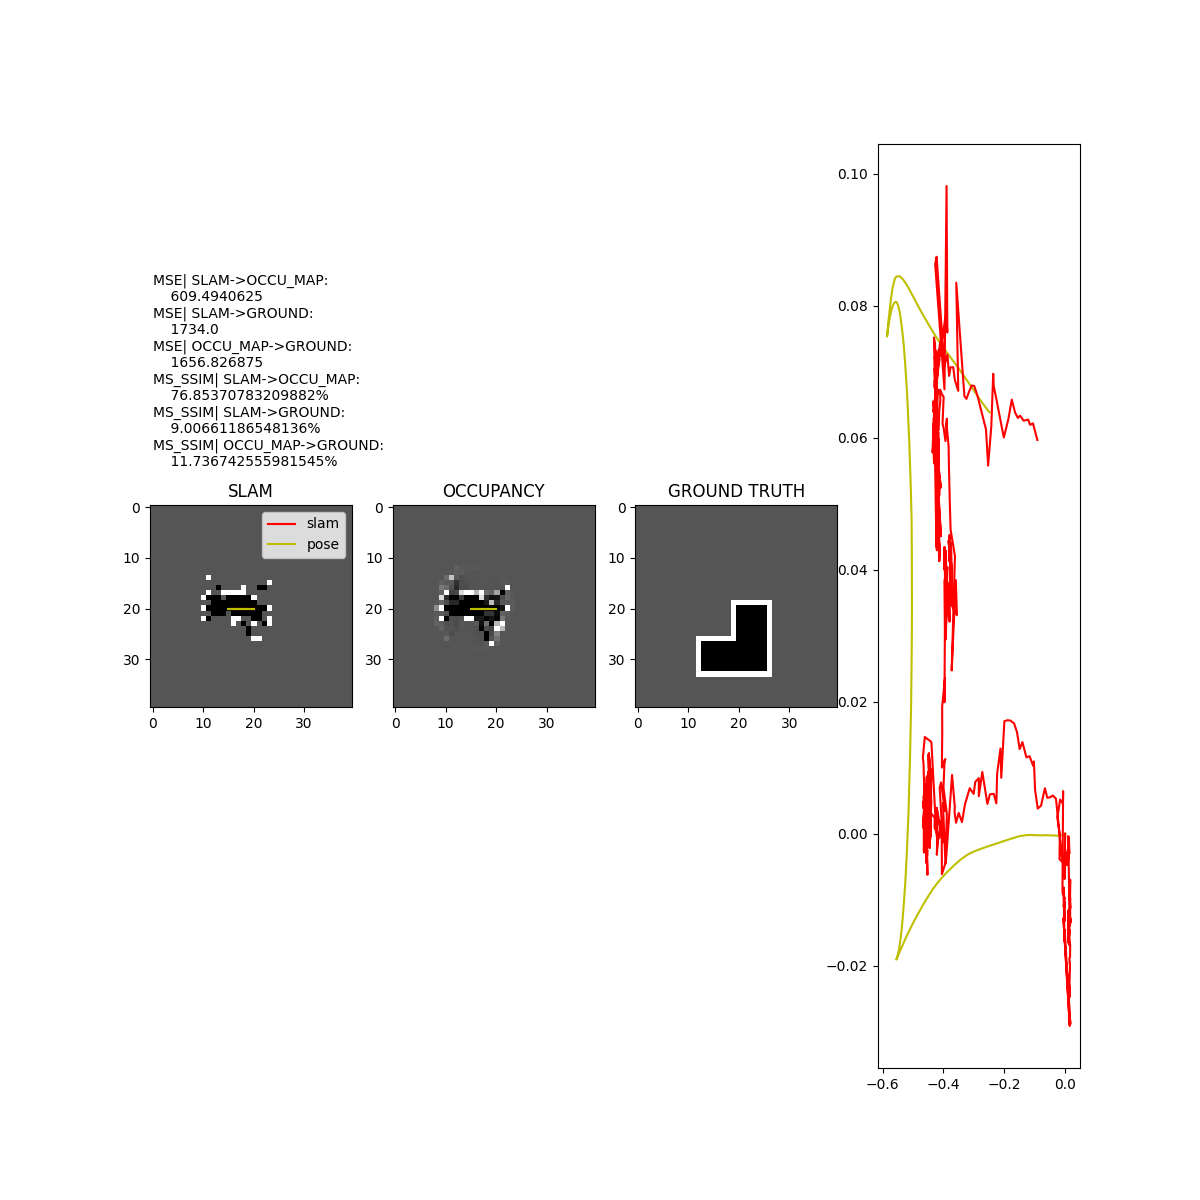 MSE| SLAM->OCCU_MAP:
609.4940625
MSE| SLAM->GROUND:
1734.0
MSE| OCCU_MAP->GROUND:
1656.826875
MS_SSIM| SLAM->OCCU_MAP:
76.85370783209882%
MS_SSIM| SLAM->GROUND:
9.00661186548136%
MS_SSIM| OCCU_MAP->GROUND:
11.736742555981545%
SLAM
slam
pose
0
10
20
30
0 10 20 30
OCCUPANCY
0
10
20
30
0 10 20 30
GROUND TRUTH
0
10
20
30
0 10 20 30
0.10
0.08
0.06
0.04
0.02
0.00
−0.02
−0.6 −0.4 −0.2 0.0